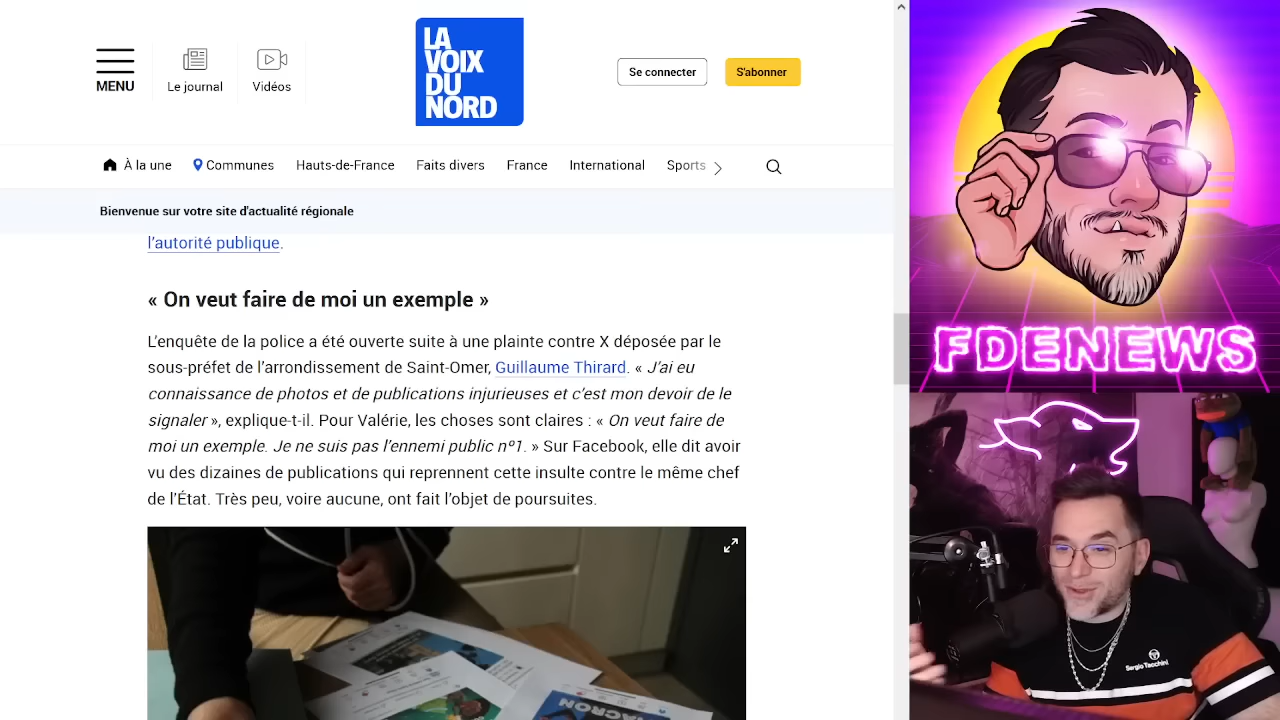 MENU
Le journal
Vidéos
LA
VOIX
DU
NORD
Se connecter
S'abonner
À la une
Communes
Hauts-de-France
Faits divers
France
International
Sports
Bienvenue sur votre site d'actualité régionale
l’autorité publique.
« On veut faire de moi un exemple »
L’enquête de la police a été ouverte suite à une plainte contre X déposée par le
sous-préfet de l’arrondissement de Saint-Omer, Guillaume Thirard. « J’ai eu
connaissance de photos et de publications injurieuses et c’est mon devoir de le
signaler », explique-t-il. Pour Valérie, les choses sont claires : « On veut faire de
moi un exemple. Je ne suis pas l’ennemi public nº1. » Sur Facebook, elle dit avoir
vu des dizaines de publications qui reprennent cette insulte contre le même chef
de l’État. Très peu, voire aucune, ont fait l’objet de poursuites.
MACRON
FDENEWS
Sergio Tacchini